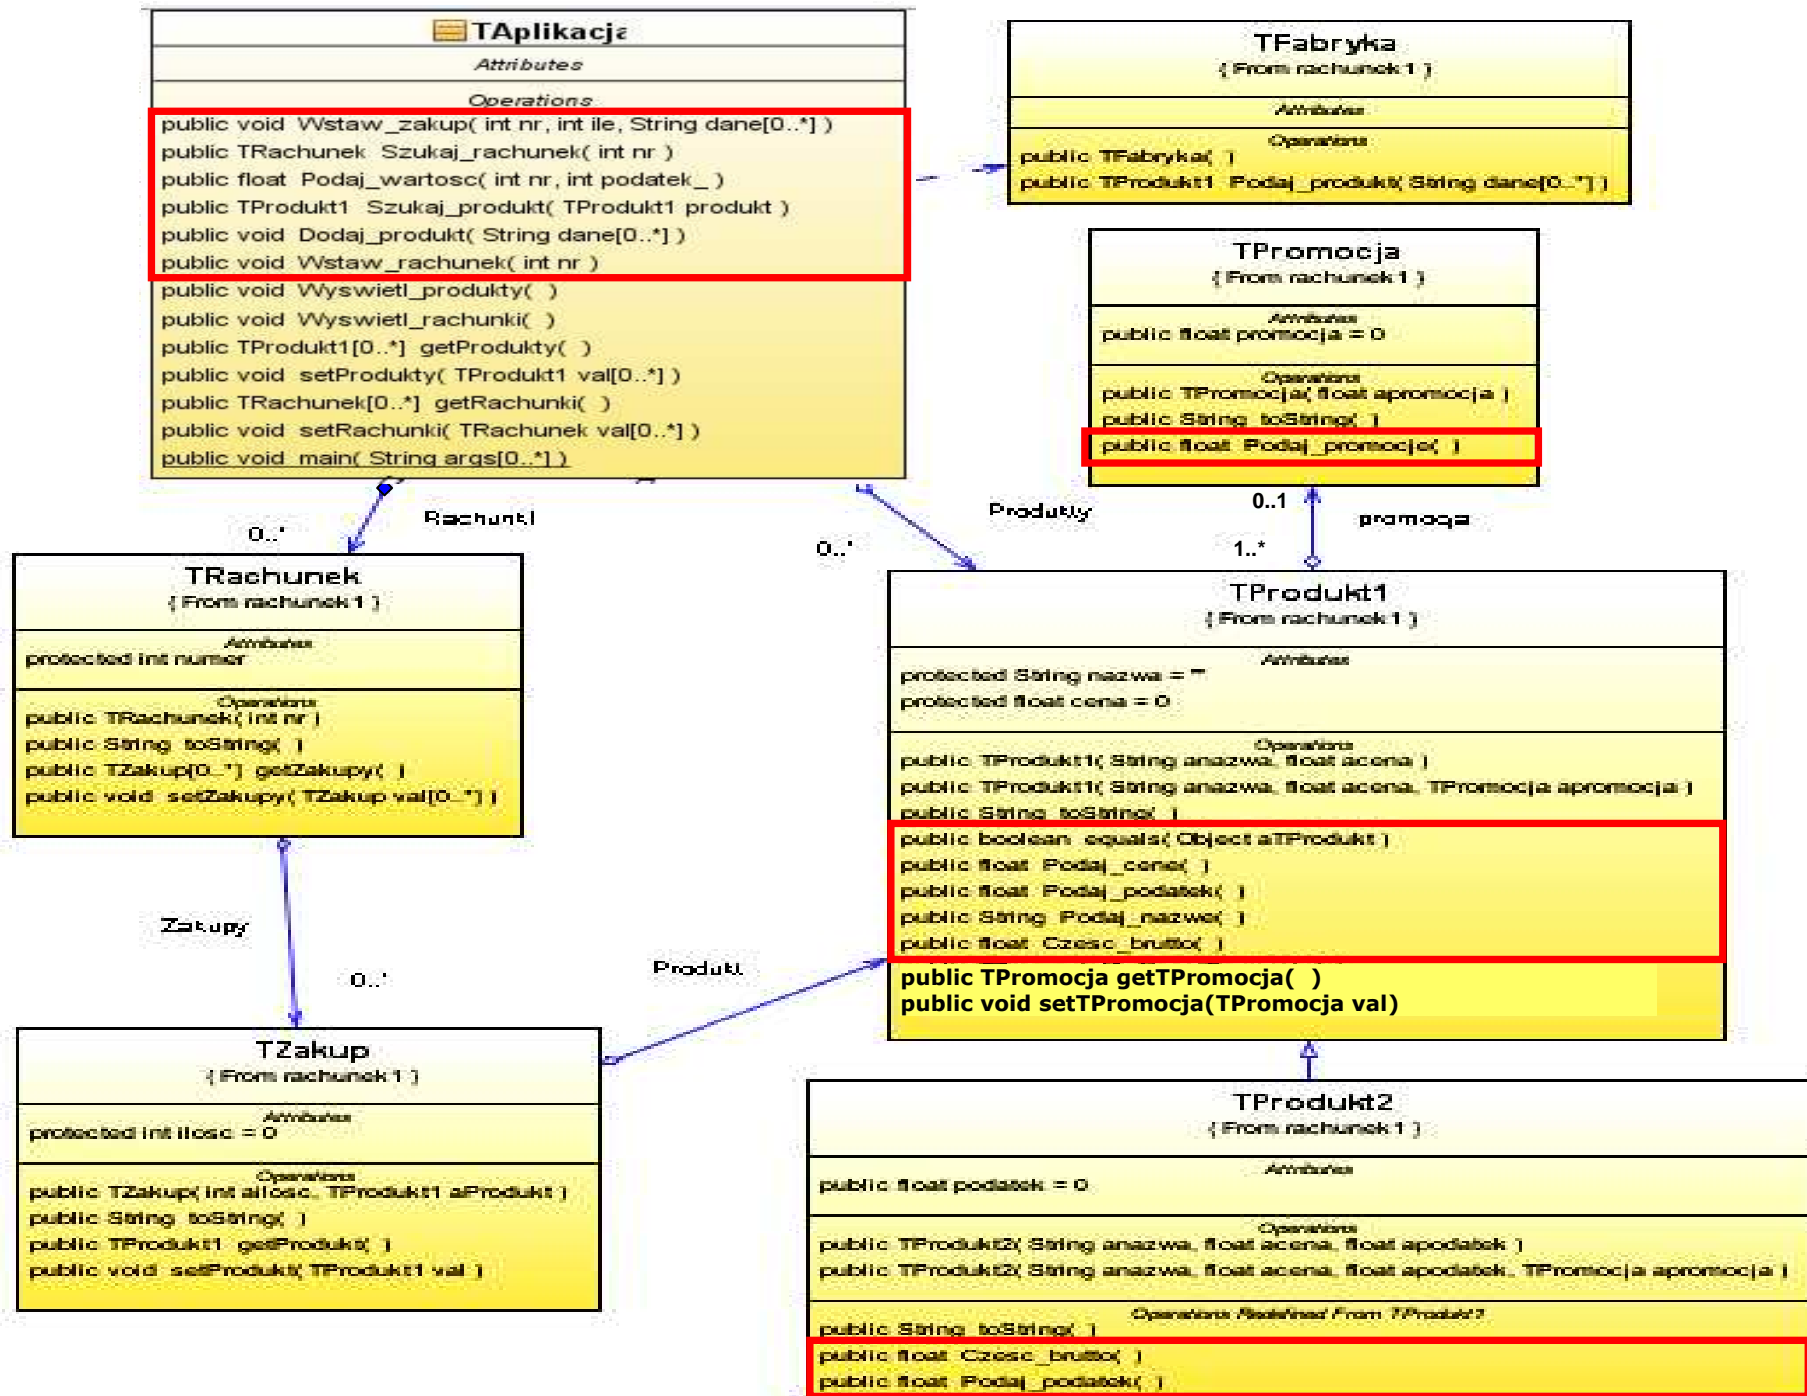 TAplikacja
Attributes
Operations
public void Wstaw_zakup( int nr, int ile, String dane[0..*] )
public TRachunek Szukaj_rachunek( int nr )
public float Podaj_wartosc( int nr, int podatek_ )
public TProdukt1 Szukaj_produkt( TProdukt1 produkt )
public void Dodaj_produkt( String dane[0..*] )
public void Wstaw_rachunek( int nr )
public void Wyswietl_produkty( )
public void Wyswietl_rachunki( )
public TProdukt1[0..*] getProdukty( )
public void setProdukty( TProdukt1 val[0..*] )
public TRachunek[0..*] getRachunki( )
public void setRachunki( TRachunek val[0..*] )
public void main( String args[0..*] )
TFabryka
{ From rachunek1 }
Attributes
Operations
public TFabryka( )
public TProdukt1 Podaj_produkt( String dane[0..*] )
TPromocja
{ From rachunek1 }
Attributes
public float promocja = 0
Operations
public TPromocja( float apromocja )
public String toString( )
public float Podaj_promocje( )
Rachunki
0..*
Produkty
0..*
0..1
promocja
1..*
TRachunek
{ From rachunek1 }
Attributes
protected int numer
Operations
public TRachunek( int nr )
public String toString( )
public TZakup[0..*] getZakupy( )
public void setZakupy( TZakup val[0..*] )
TProdukt1
{ From rachunek1 }
Attributes
protected String nazwa = ""
protected float cena = 0
Operations
public TProdukt1( String anazwa, float acena )
public TProdukt1( String anazwa, float acena, TPromocja apromocja )
public String toString( )
public boolean equals( Object aTProdukt )
public float Podaj_cene( )
public float Podaj_podatek( )
public String Podaj_nazwe( )
public float Czesc_brutto( )
public TPromocja getTPromocja( )
public void setTPromocja(TPromocja val)
Zakupy
0..*
Produkt
TZakup
{ From rachunek1 }
Attributes
protected int ilosc = 0
Operations
public TZakup( int ailosc, TProdukt1 aProdukt )
public String toString( )
public TProdukt1 getProdukt( )
public void setProdukt( TProdukt1 val )
TProdukt2
{ From rachunek1 }
Attributes
public float podatek = 0
Operations
public TProdukt2( String anazwa, float acena, float apodatek )
public TProdukt2( String anazwa, float acena, float apodatek, TPromocja apromocja )
Operations Redefined From TProdukt1
public String toString( )
public float Czesc_brutto( )
public float Podaj_podatek( )